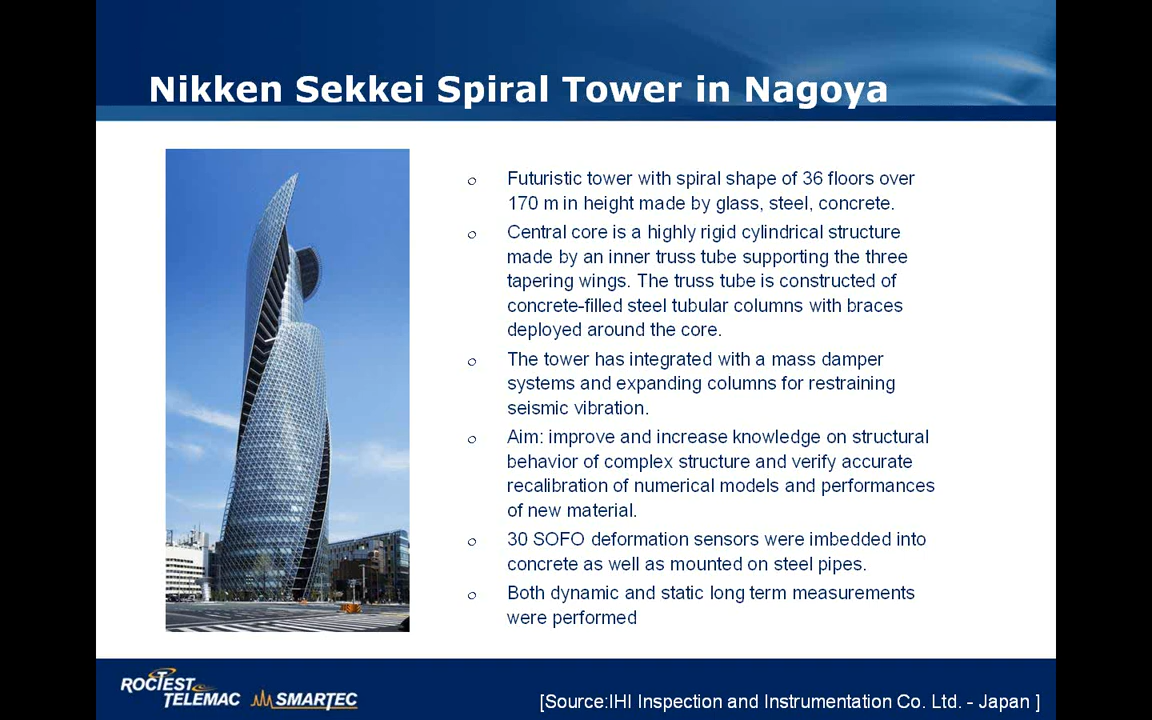 Nikken Sekkei Spiral Tower in Nagoya
o Futuristic tower with spiral shape of 36 floors over
170 m in height made by glass, steel, concrete.
o Central core is a highly rigid cylindrical structure
made by an inner truss tube supporting the three
tapering wings. The truss tube is constructed of
concrete-filled steel tubular columns with braces
deployed around the core.
o The tower has integrated with a mass damper
systems and expanding columns for restraining
seismic vibration.
o Aim: improve and increase knowledge on structural
behavior of complex structure and verify accurate
recalibration of numerical models and performances
of new material.
o 30 SOFO deformation sensors were imbedded into
concrete as well as mounted on steel pipes.
o Both dynamic and static long term measurements
were performed
ROCTEST
TELEMAC
SMARTEC
[Source:IHI Inspection and Instrumentation Co. Ltd. - Japan ]